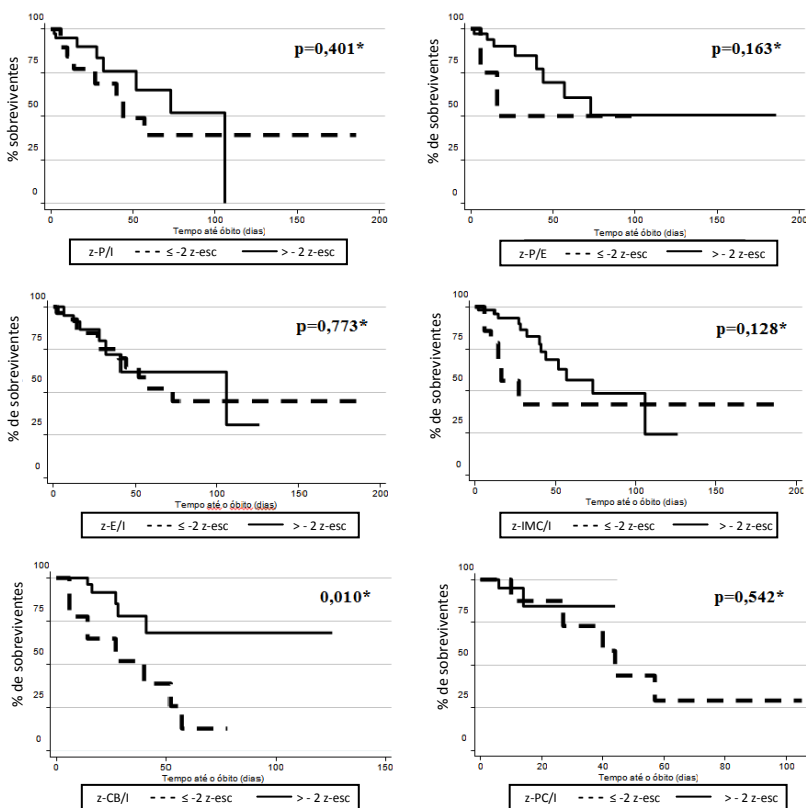 100
p=0,401*
75
50
25
0
% sobreviventes
0 50 100 150 200
Tempo até óbito (dias)
z-P/I ≤ -2 z-esc > - 2 z-esc
100
p=0,163*
75
50
25
0
% de sobreviventes
0 50 100 150 200
Tempo até óbito (dias)
z-P/E ≤ -2 z-esc > - 2 z-esc
100
p=0,773*
75
50
25
0
% de sobreviventes
0 50 100 150 200
Tempo até o óbito (dias)
z-E/I ≤ -2 z-esc > - 2 z-esc
100
p=0,128*
75
50
25
0
% de sobreviventes
0 50 100 150 200
Tempo até o óbito (dias)
z-IMC/I ≤ -2 z-esc > - 2 z-esc
100
0,010*
75
50
25
0
% de sobreviventes
0 50 100 150
Tempo até o óbito (dias)
z-CB/I ≤ -2 z-esc > - 2 z-esc
100
p=0,542*
75
50
25
0
% de sobreviventes
0 20 40 60 80 100
Tempo até o óbito (dias)
z-PC/I ≤ -2 z-esc > - 2 z-esc